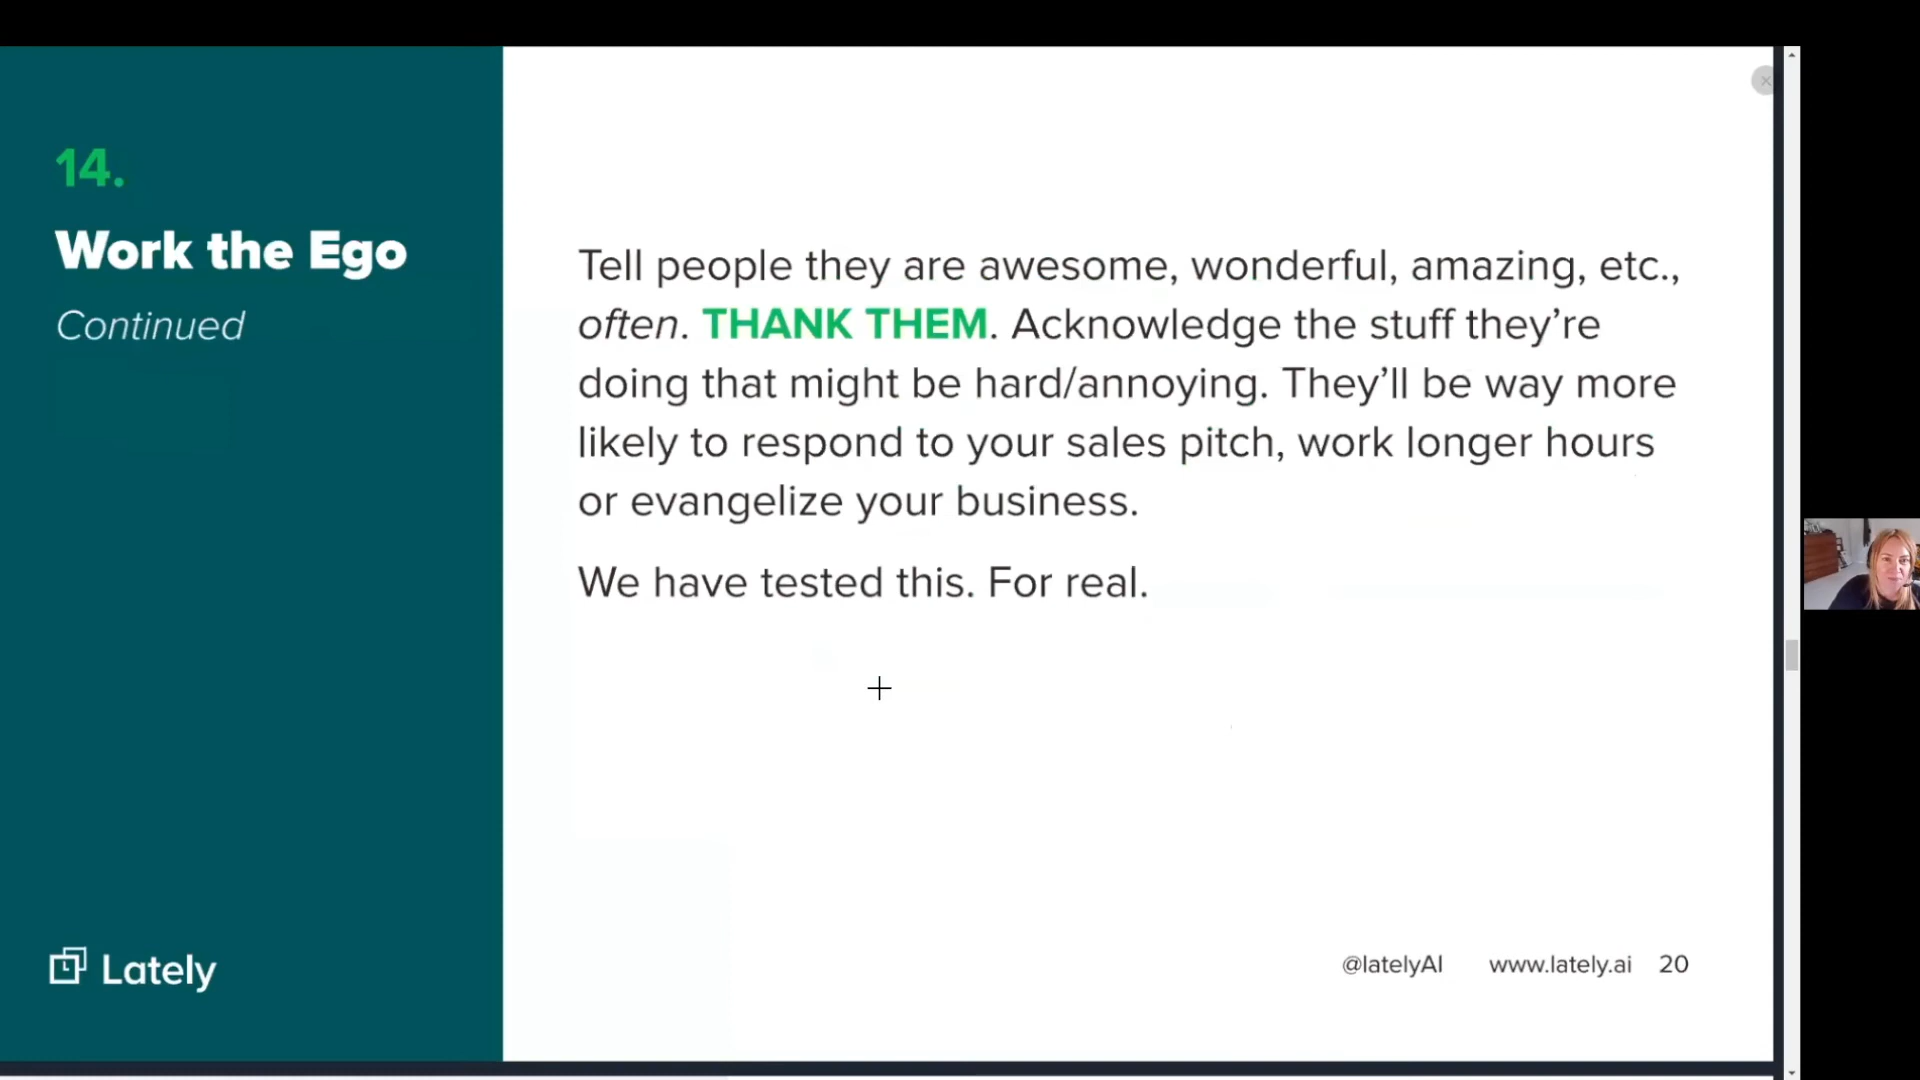 14.
Work the Ego
Continued
Tell people they are awesome, wonderful, amazing, etc.,
often. THANK THEM. Acknowledge the stuff they’re
doing that might be hard/annoying. They’ll be way more
likely to respond to your sales pitch, work longer hours
or evangelize your business.
We have tested this. For real.
Lately
@latelyAI www.lately.ai 20